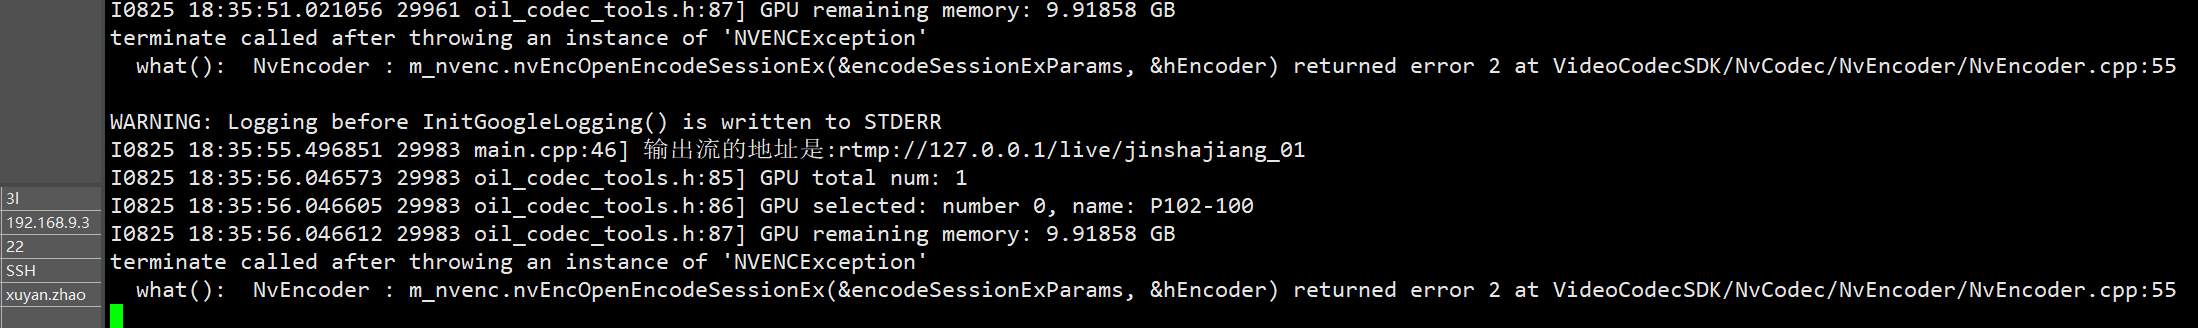 I0825 18:35:51.021056 29961 oil_codec_tools.h:87] GPU remaining memory: 9.91858 GB
terminate called after throwing an instance of 'NVENCException'
what():  NvEncoder : m_nvenc.nvEncOpenEncodeSessionEx(&encodeSessionExParams, &hEncoder) returned error 2 at VideoCodecSDK/NvCodec/NvEncoder/NvEncoder.cpp:55
WARNING: Logging before InitGoogleLogging() is written to STDERR
I0825 18:35:55.496851 29983 main.cpp:46] 输出流的地址是:rtmp://127.0.0.1/live/jinshajiang_01
I0825 18:35:56.046573 29983 oil_codec_tools.h:85] GPU total num: 1
I0825 18:35:56.046605 29983 oil_codec_tools.h:86] GPU selected: number 0, name: P102-100
I0825 18:35:56.046612 29983 oil_codec_tools.h:87] GPU remaining memory: 9.91858 GB
terminate called after throwing an instance of 'NVENCException'
what():  NvEncoder : m_nvenc.nvEncOpenEncodeSessionEx(&encodeSessionExParams, &hEncoder) returned error 2 at VideoCodecSDK/NvCodec/NvEncoder/NvEncoder.cpp:55
3l
192.168.9.3
22
SSH
xuyan.zhao